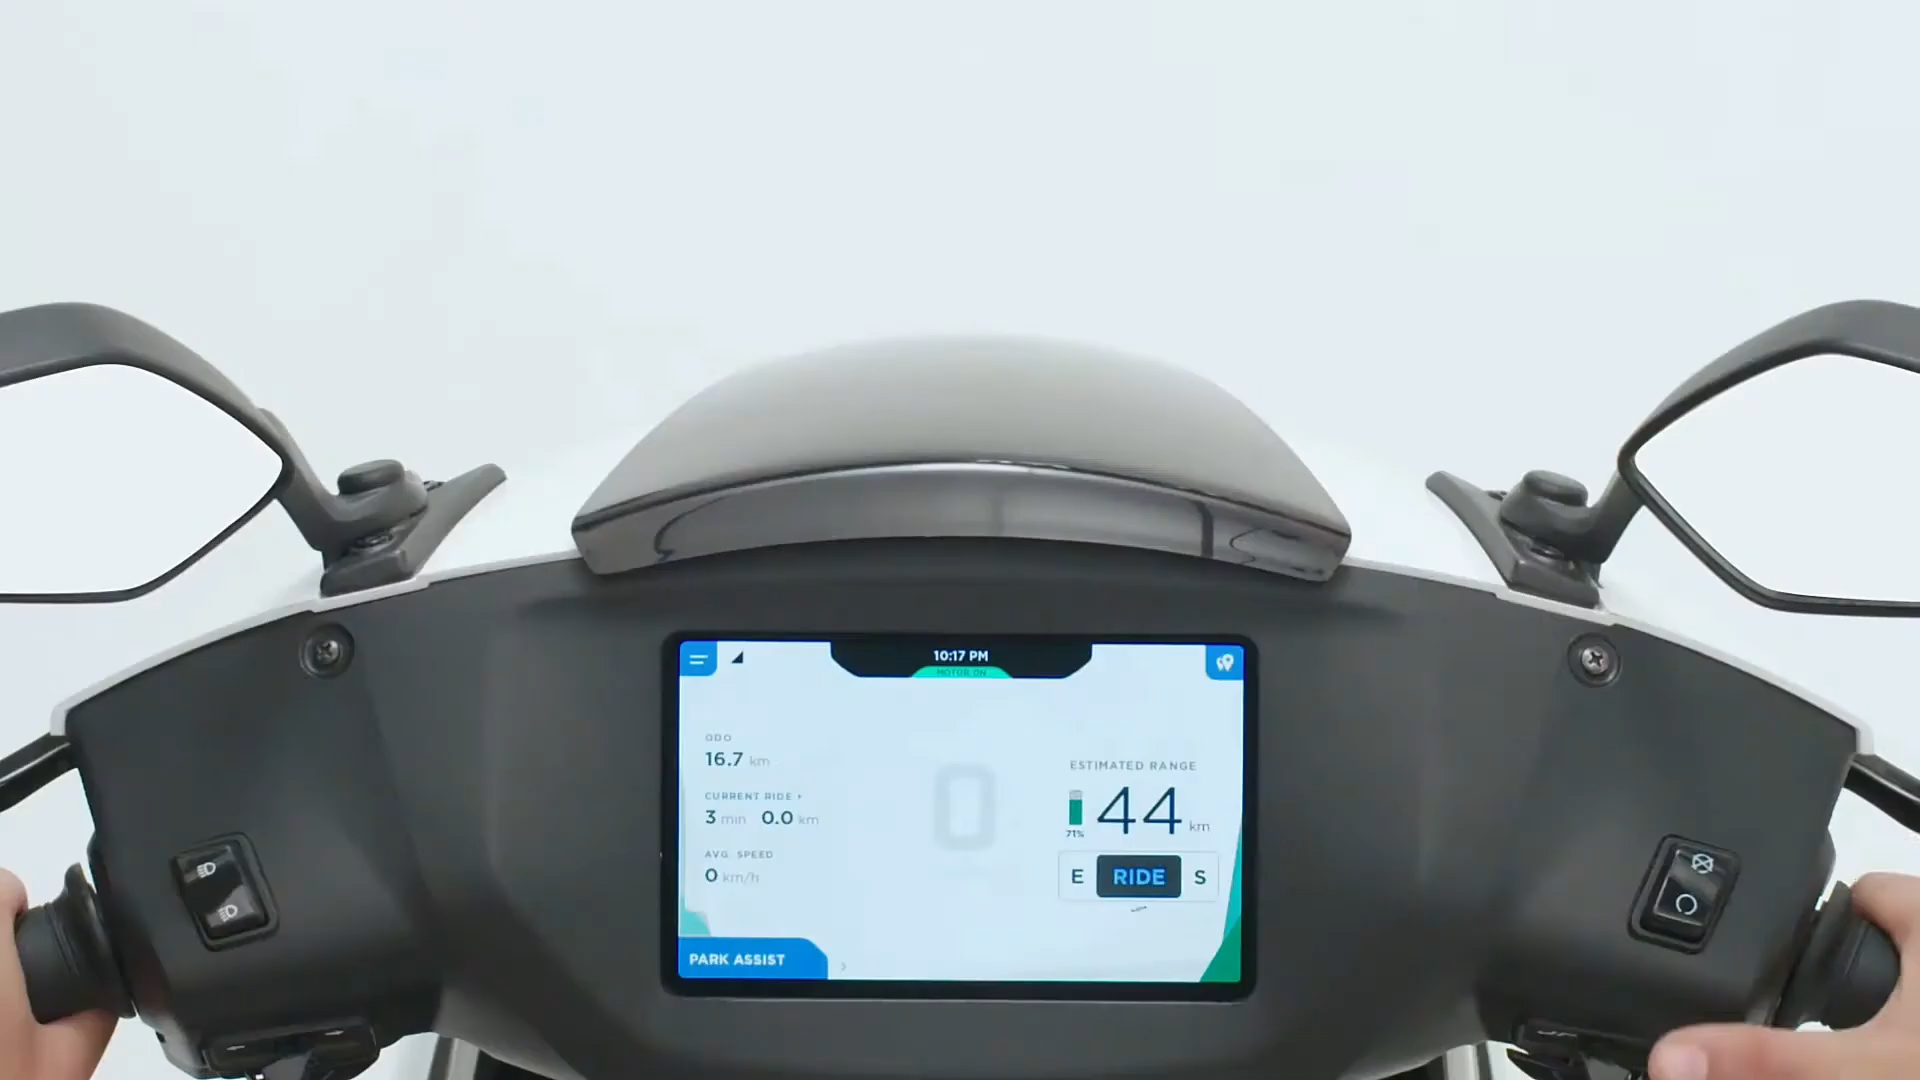 10:17 PM
MOTOR ON
ODO
16.7 km
CURRENT RIDE
3 min 0.0 km
AVG. SPEED
0 km/h
0
ESTIMATED RANGE
71%
44 km
E RIDE S
PARK ASSIST